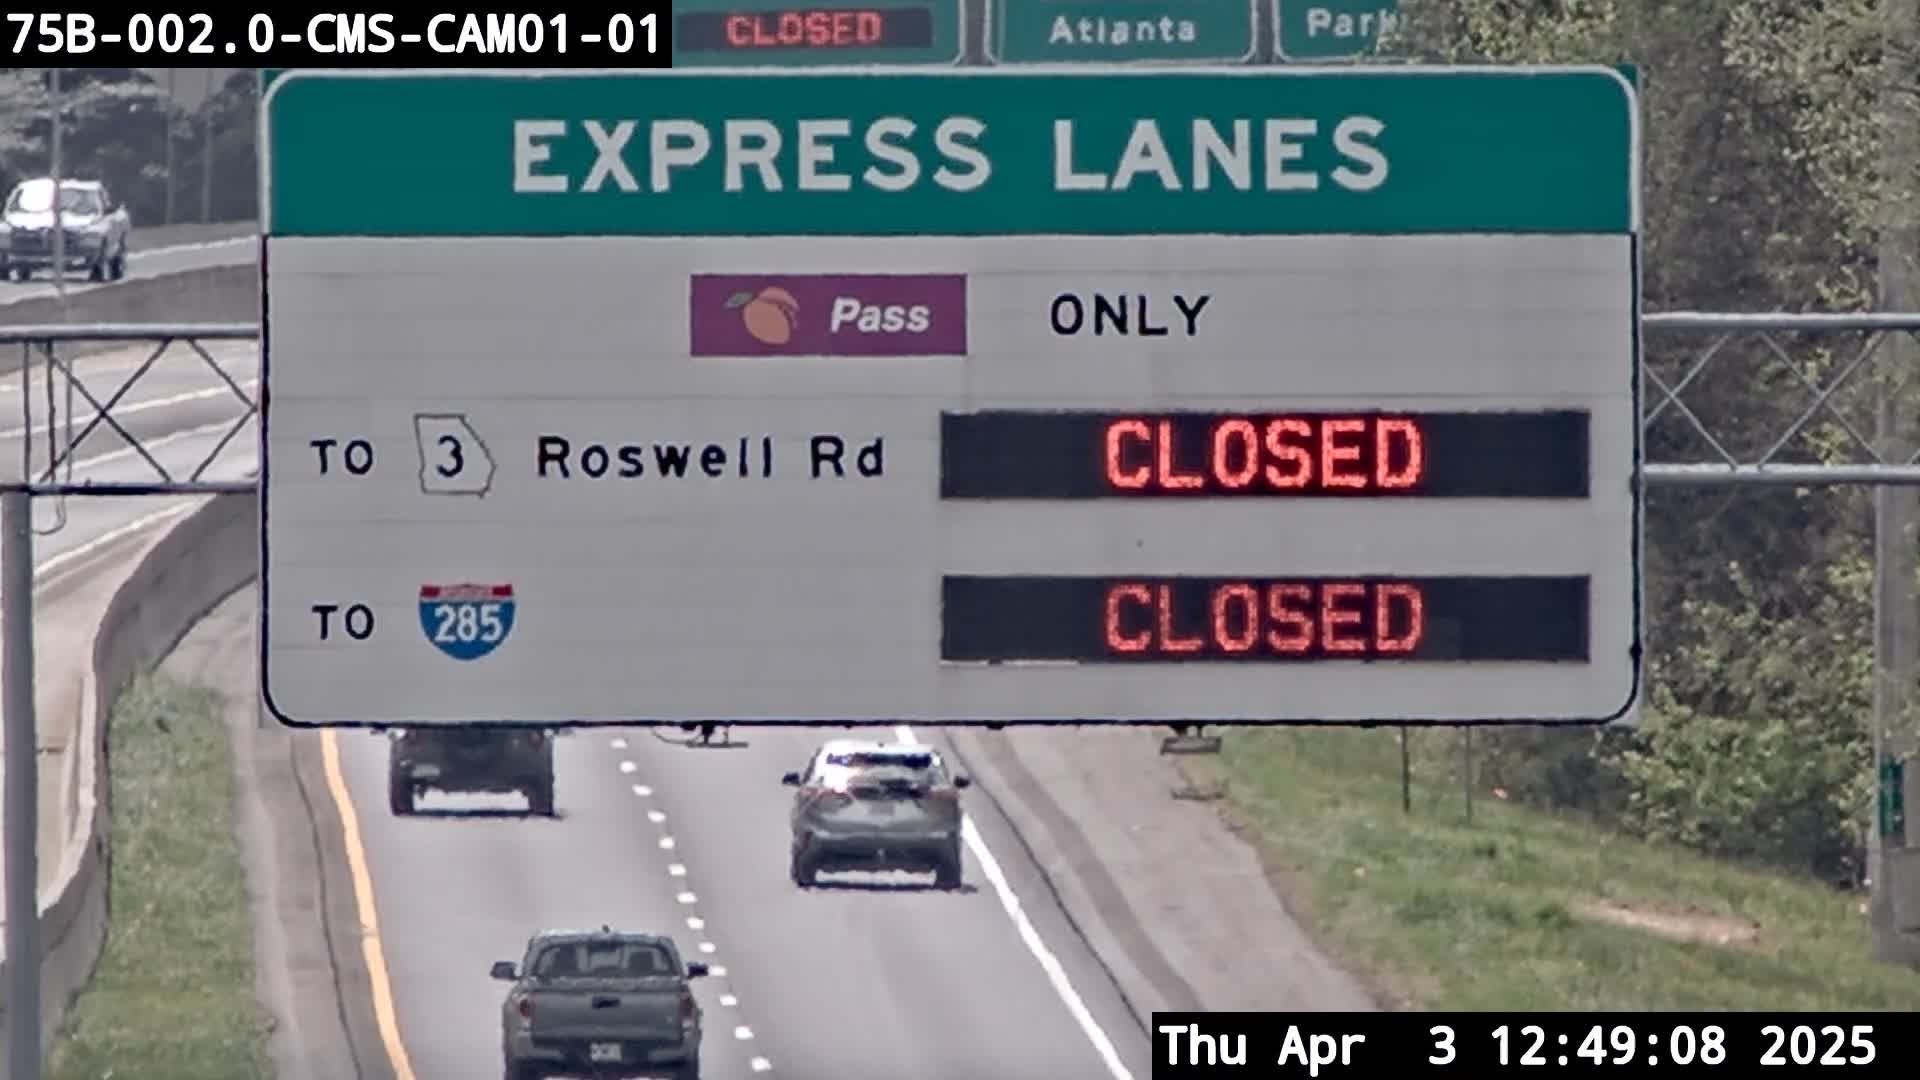 75B-002.0-CMS-CAM01-01
CLOSED
Atlanta
EXPRESS LANES
Pass ONLY
TO 3 Roswell Rd CLOSED
TO 285 CLOSED
Thu Apr 3 12:49:08 2025